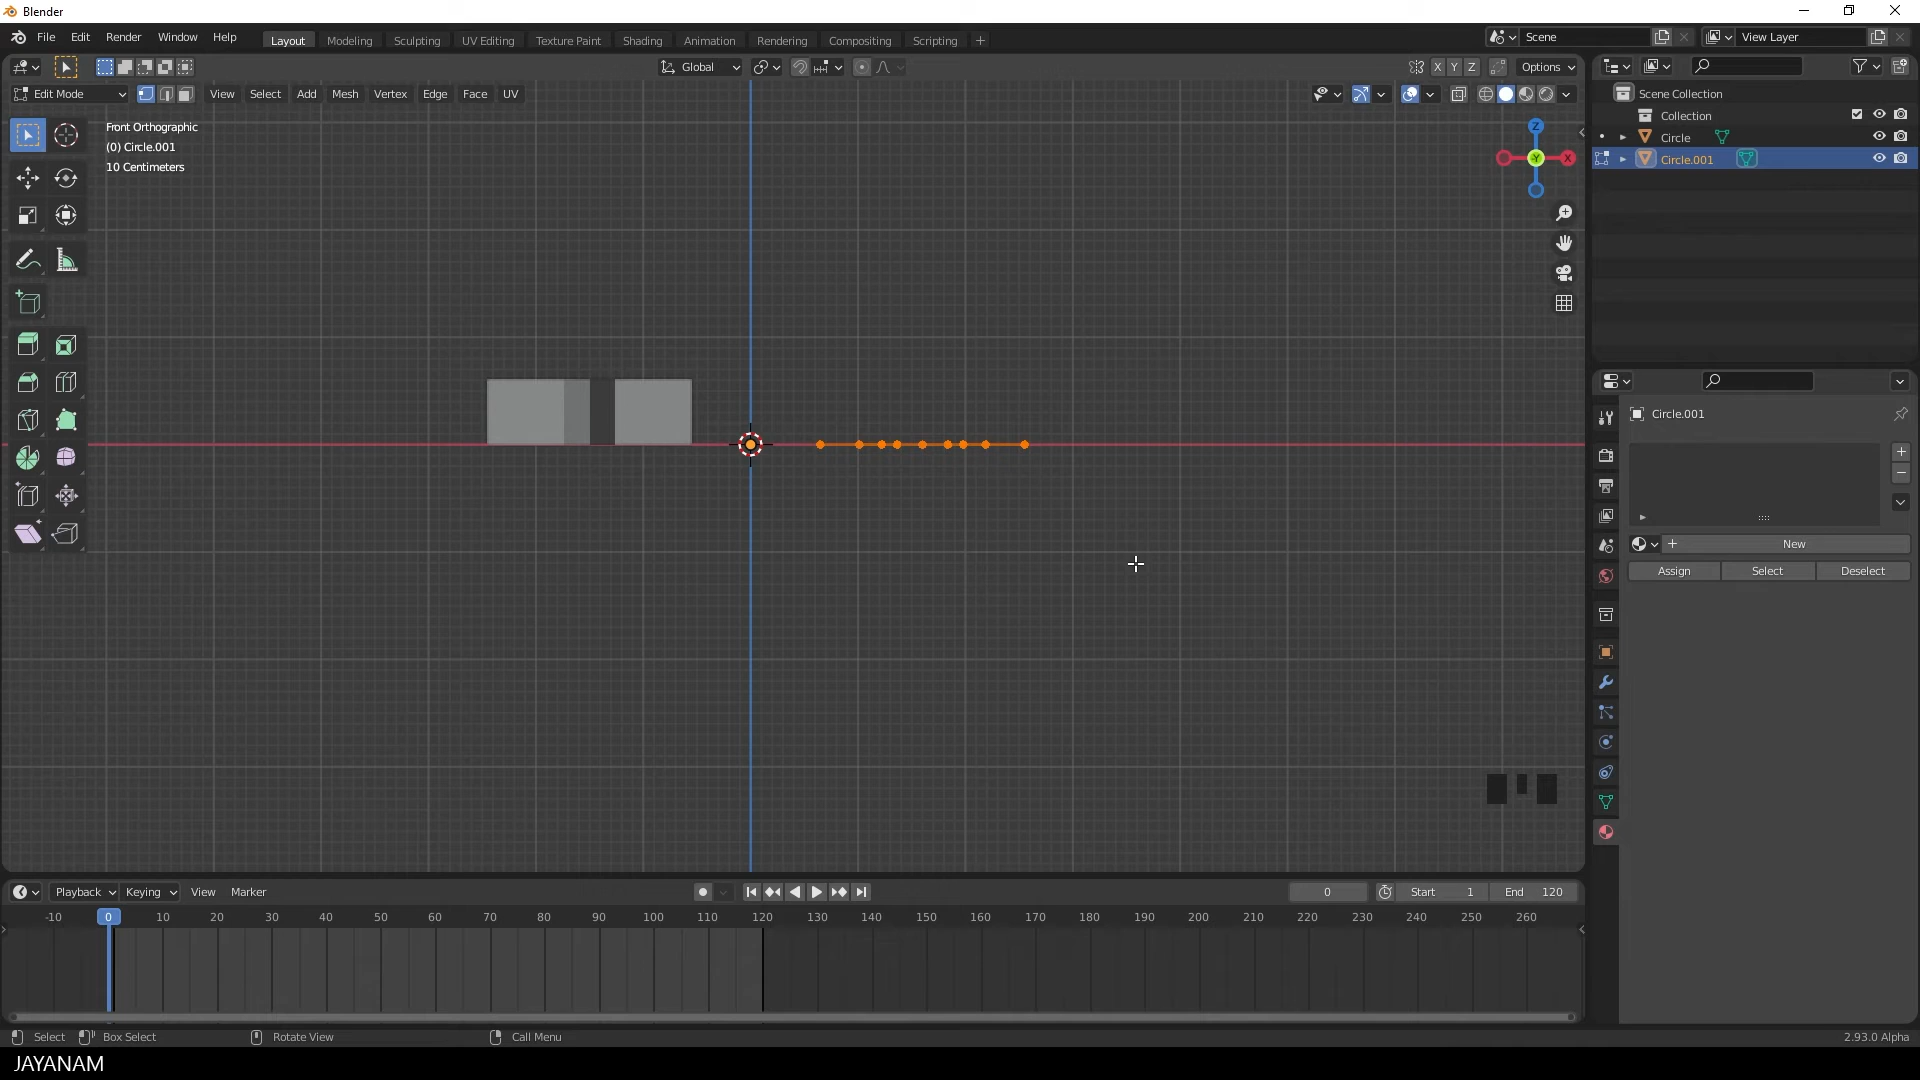 Blender
File Edit Render Window Help
Layout Modeling Sculpting UV Editing Texture Paint Shading Animation Rendering Compositing Scripting +
Scene
View Layer
Global
X Y Z
Options
Edit Mode
View Select Add Mesh Vertex Edge Face UV
Front Orthographic
(0) Circle.001
10 Centimeters
Z
Y
X
Scene Collection
Collection
Circle
Circle.001
Circle.001
New
Assign Select Deselect
Playback Keying View Marker
0 Start 1 End 120
-10 0 10 20 30 40 50 60 70 80 90 100 110 120 130 140 150 160 170 180 190 200 210 220 230 240 250 260
Select Box Select Rotate View Call Menu 2.93.0 Alpha
JAYANAM